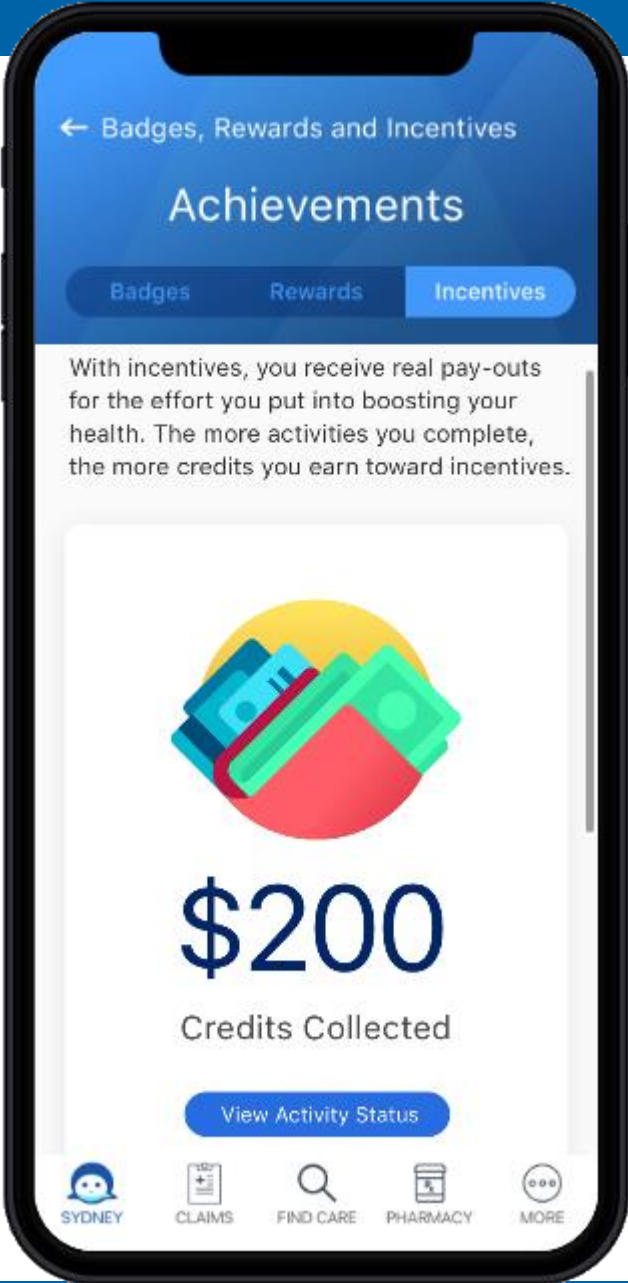 ← Badges, Rewards and Incentives
Achievements
Badges Rewards Incentives
With incentives, you receive real pay-outs
for the effort you put into boosting your
health. The more activities you complete,
the more credits you earn toward incentives.
$200
Credits Collected
View Activity Status
SYDNEY CLAIMS FIND CARE PHARMACY MORE